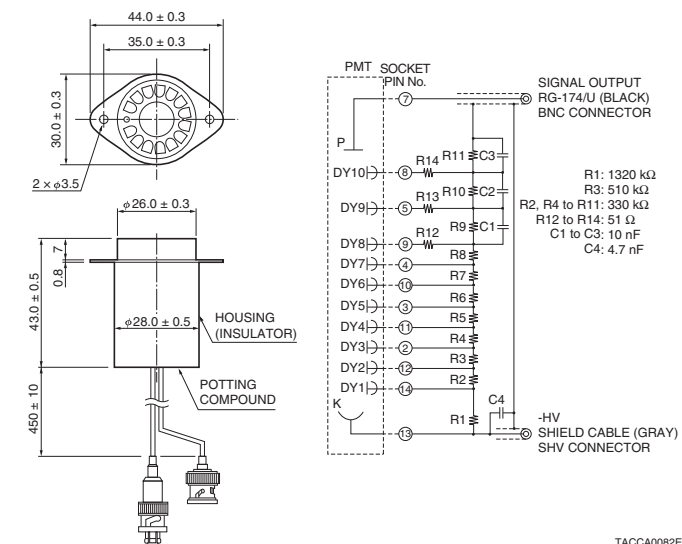 44.0 ± 0.3
35.0 ± 0.3
30.0 ± 0.3
2 × φ3.5
φ26.0 ± 0.3
7
0.8
43.0 ± 0.5
φ28.0 ± 0.5
HOUSING
(INSULATOR)
POTTING
COMPOUND
450 ± 10
PMT
SOCKET
PIN No.
SIGNAL OUTPUT
RG-174/U (BLACK)
BNC CONNECTOR
7
P
R11
C3
R14
DY10
8
R10
C2
R13
DY9
5
R9
C1
R12
DY8
9
R8
DY7
4
R7
DY6
10
R6
DY5
3
R5
DY4
11
R4
DY3
2
R3
DY2
12
R2
DY1
14
K
R1
C4
13
-HV
SHIELD CABLE (GRAY)
SHV CONNECTOR
R1: 1320 kΩ
R3: 510 kΩ
R2, R4 to R11: 330 kΩ
R12 to R14: 51 Ω
C1 to C3: 10 nF
C4: 4.7 nF
TACCA0082E